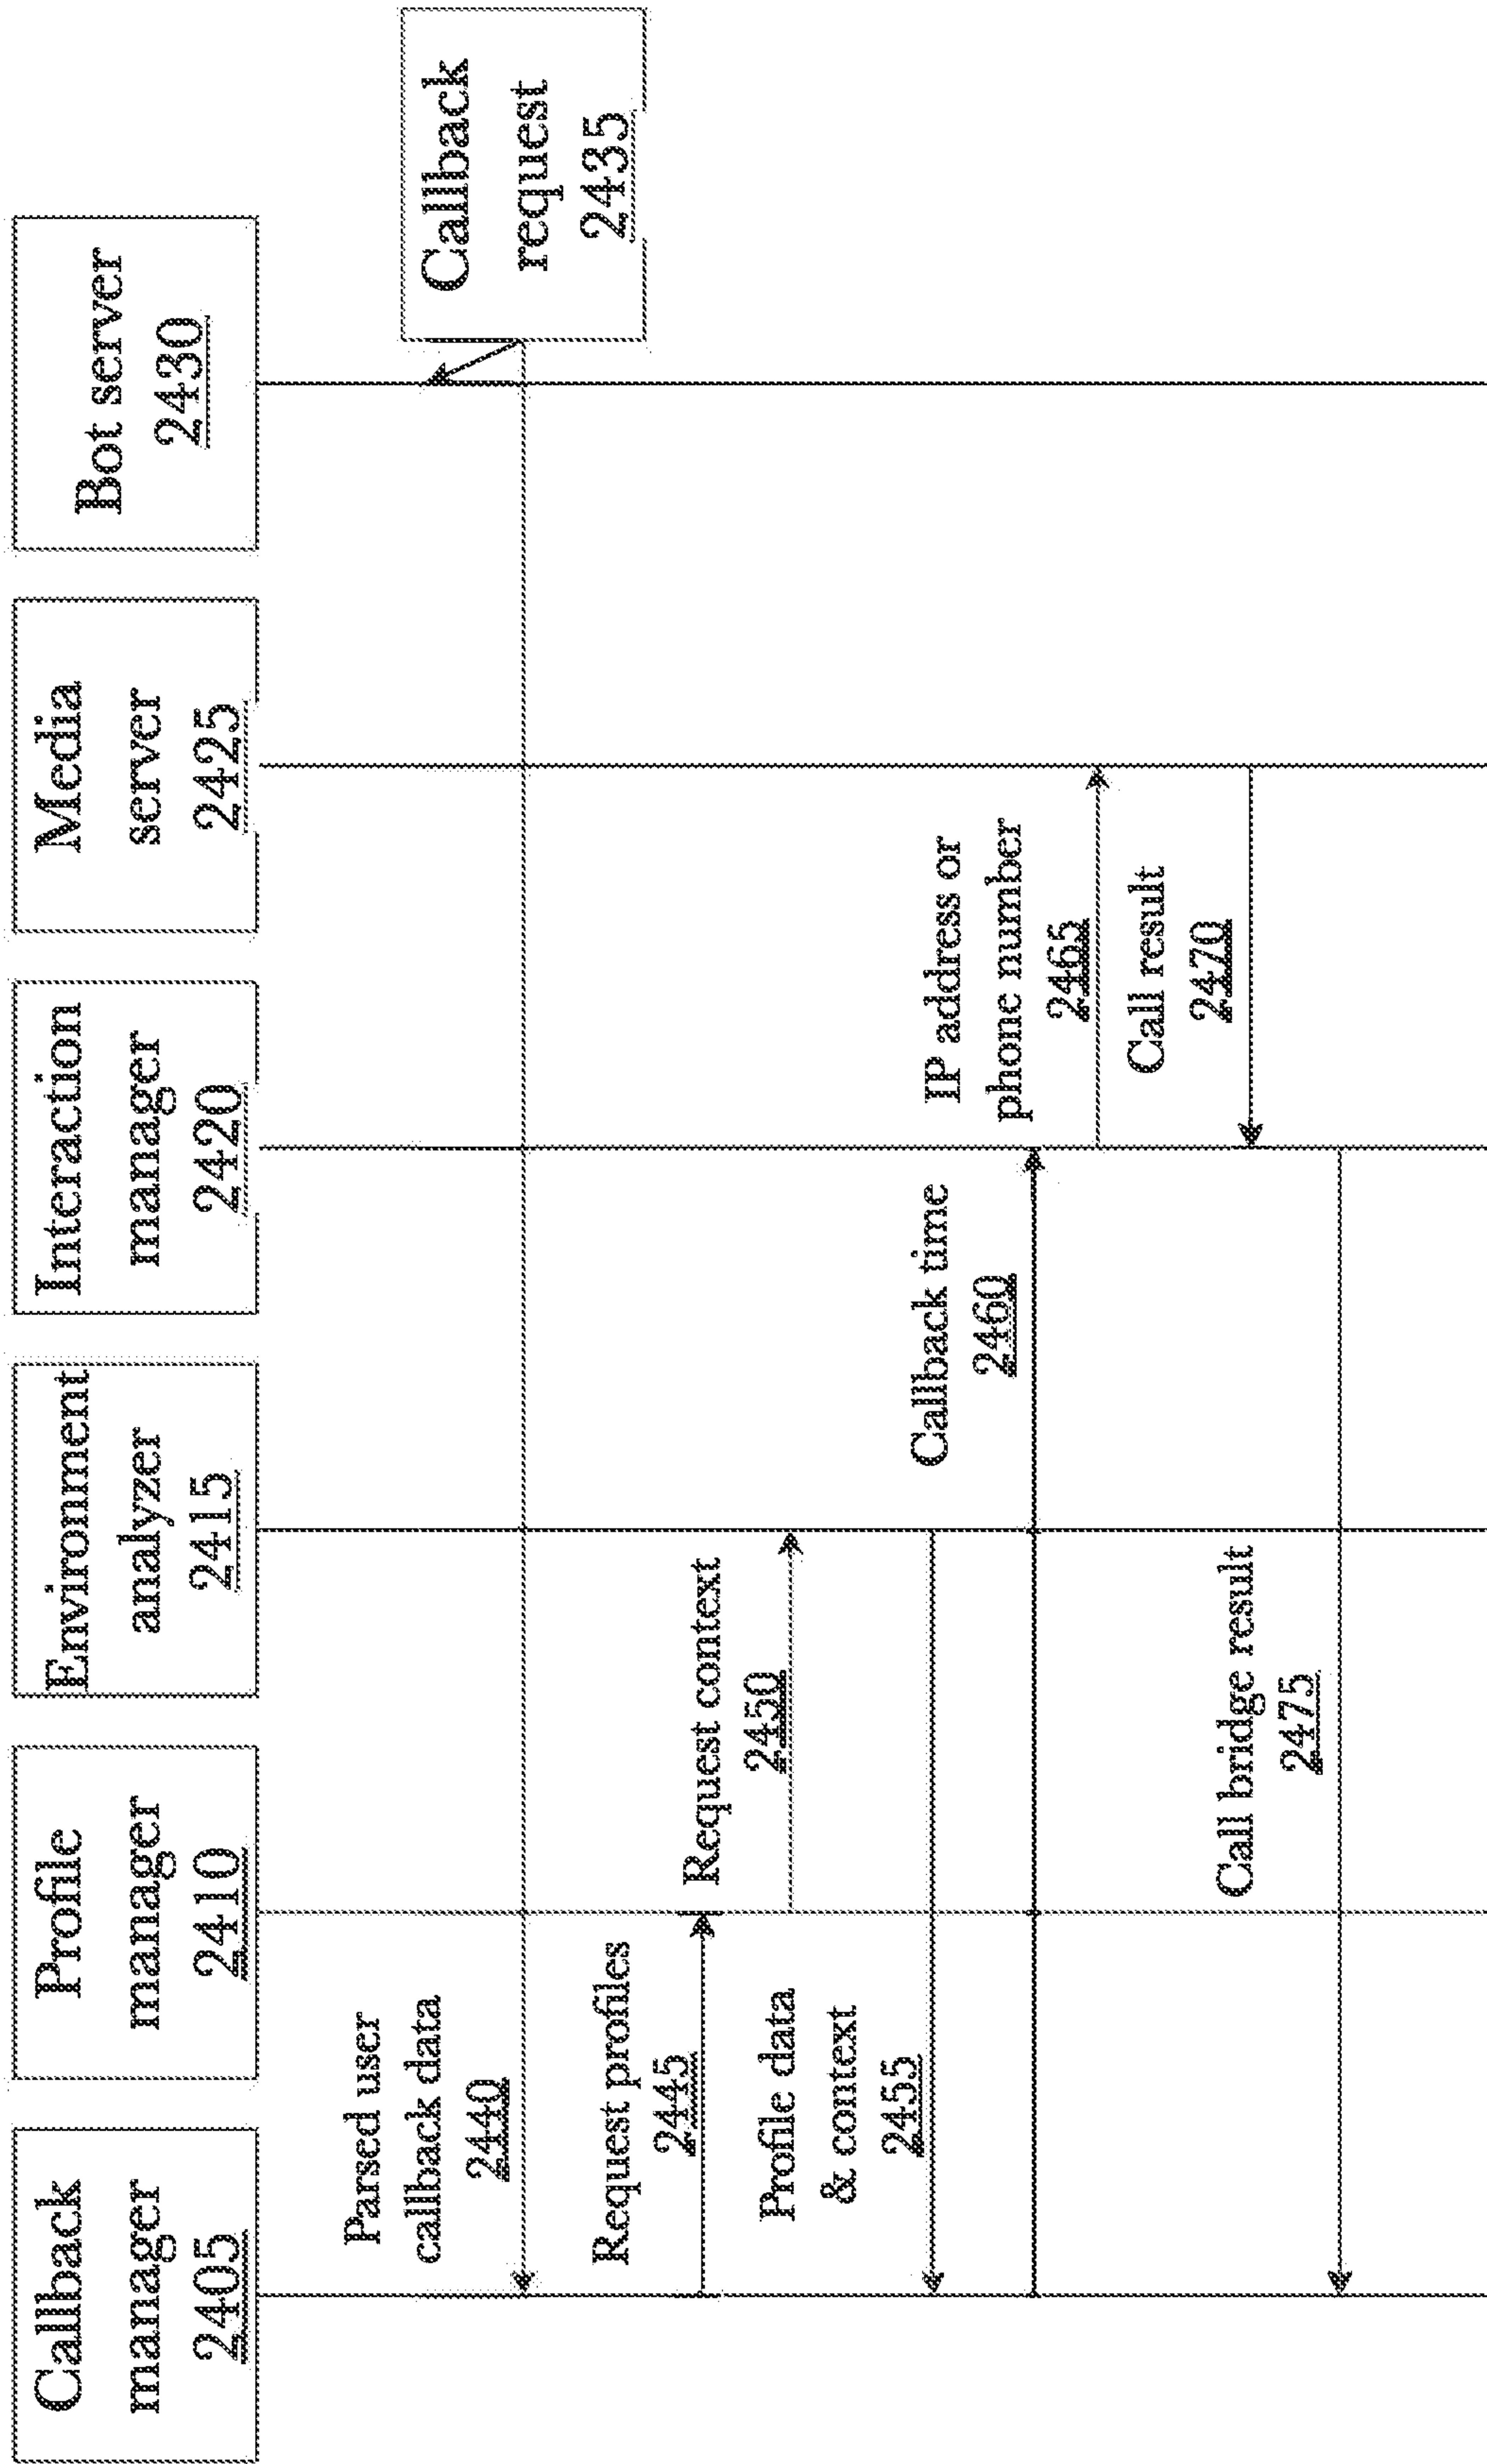 Callback
manager
2405
Profile
manager
2410
Environment
analyzer
2415
Interaction
manager
2420
Media
server
2425
Bot server
2430
Callback
request
2435
Parsed user
callback data
2440
Request profiles
2445
Request context
2450
Profile data
& context
2455
Callback time
2460
IP address or
phone number
2465
Call result
2470
Call bridge result
2475